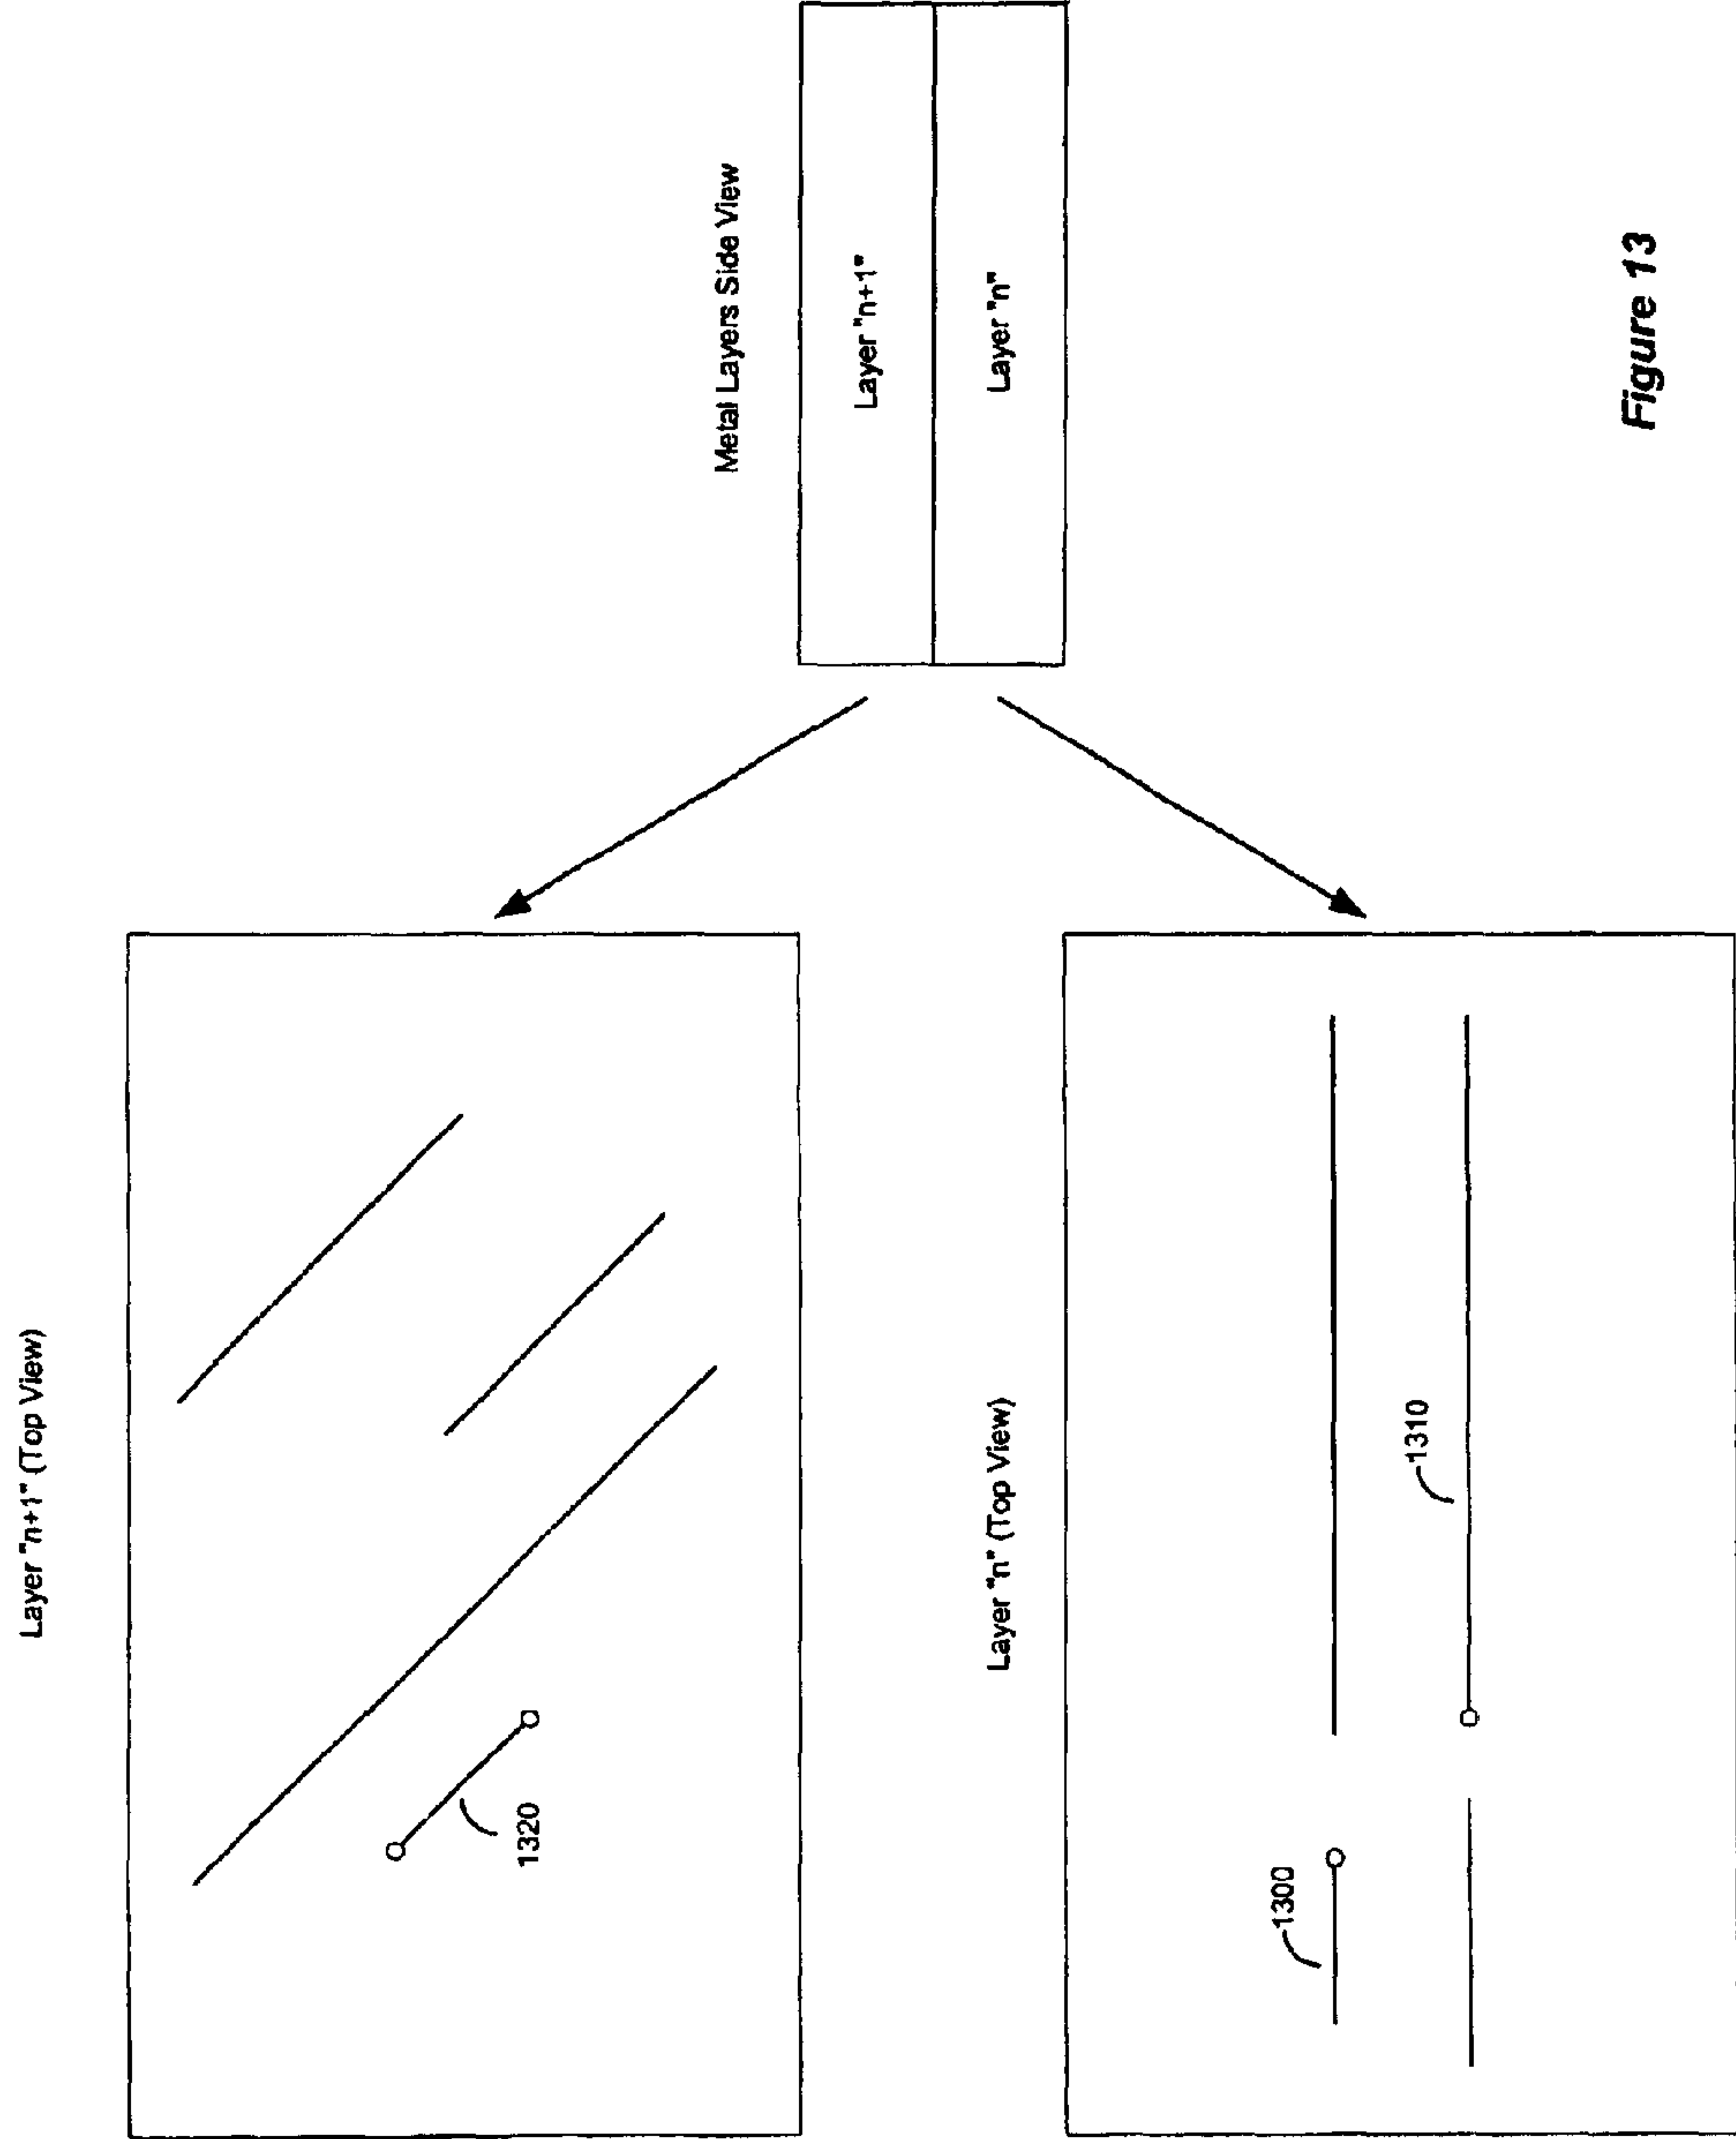 Layer "n+1" (Top View)
1320
Metal Layers Side View
Layer "n+1"
Layer "n"
Layer "n" (Top View)
1300
1310
Figure 13